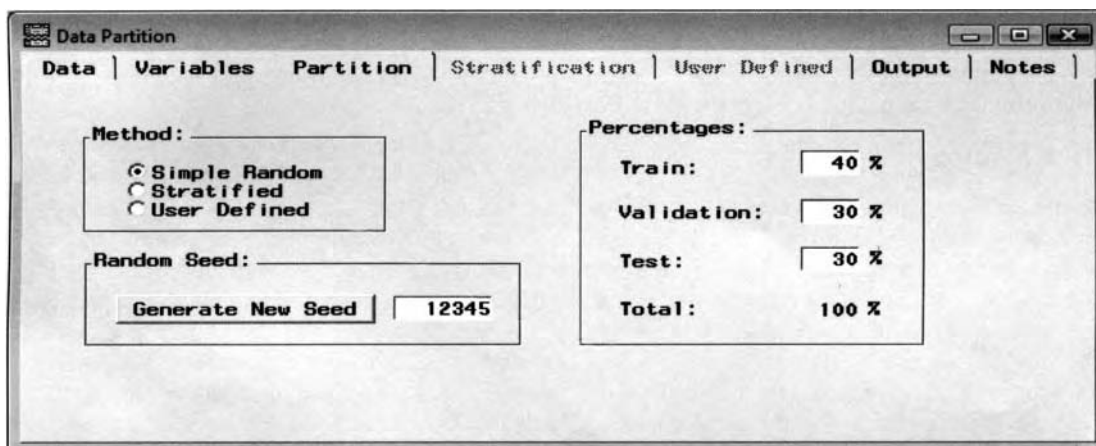 Data Partition
Data Variables Partition Stratification User Defined Output Notes
Method:
Simple Random
Stratified
User Defined
Random Seed:
Generate New Seed 12345
Percentages:
Train: 40 %
Validation: 30 %
Test: 30 %
Total: 100 %